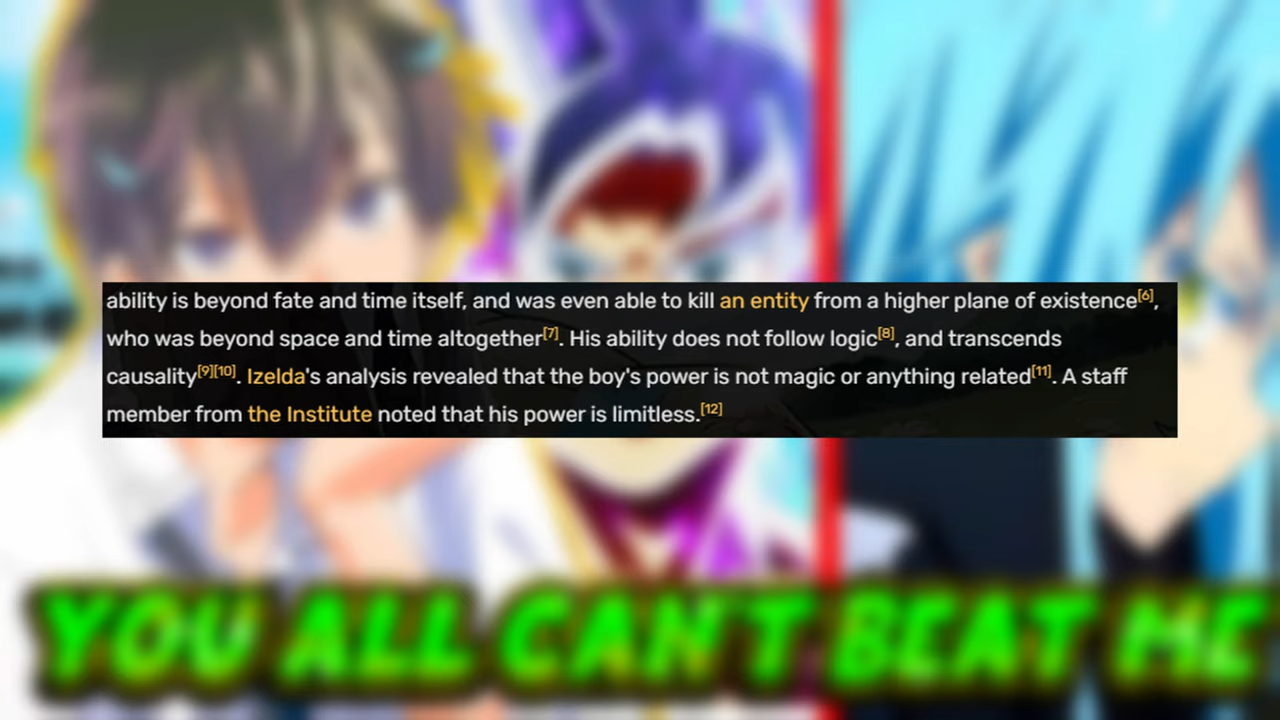 ability is beyond fate and time itself, and was even able to kill an entity from a higher plane of existence[6],
who was beyond space and time altogether[7]. His ability does not follow logic[8], and transcends
causality[9][10]. Izelda's analysis revealed that the boy's power is not magic or anything related[11]. A staff
member from the Institute noted that his power is limitless.[12]
YOU ALL CAN'T BEAT ME